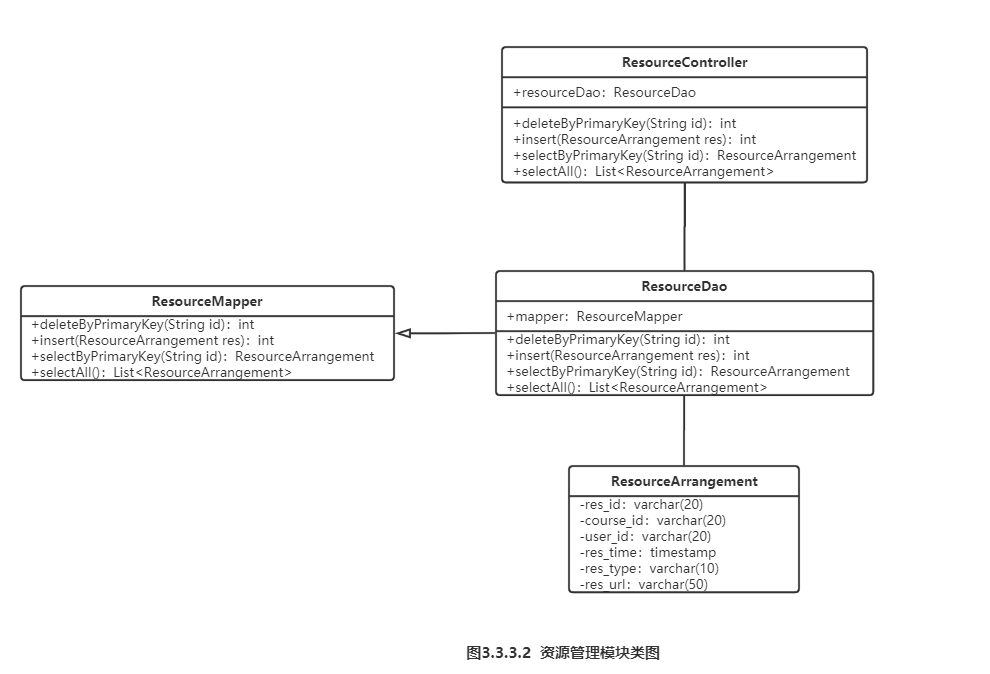 ResourceController
+resourceDao：ResourceDao
+deleteByPrimaryKey(String id)：int
+insert(ResourceArrangement res)：int
+selectByPrimaryKey(String id)：ResourceArrangement
+selectAll()：List<ResourceArrangement>
ResourceMapper
+deleteByPrimaryKey(String id)：int
+insert(ResourceArrangement res)：int
+selectByPrimaryKey(String id)：ResourceArrangement
+selectAll()：List<ResourceArrangement>
ResourceDao
+mapper：ResourceMapper
+deleteByPrimaryKey(String id)：int
+insert(ResourceArrangement res)：int
+selectByPrimaryKey(String id)：ResourceArrangement
+selectAll()：List<ResourceArrangement>
ResourceArrangement
-res_id：varchar(20)
-course_id：varchar(20)
-user_id：varchar(20)
-res_time：timestamp
-res_type：varchar(10)
-res_url：varchar(50)
图3.3.3.2 资源管理模块类图